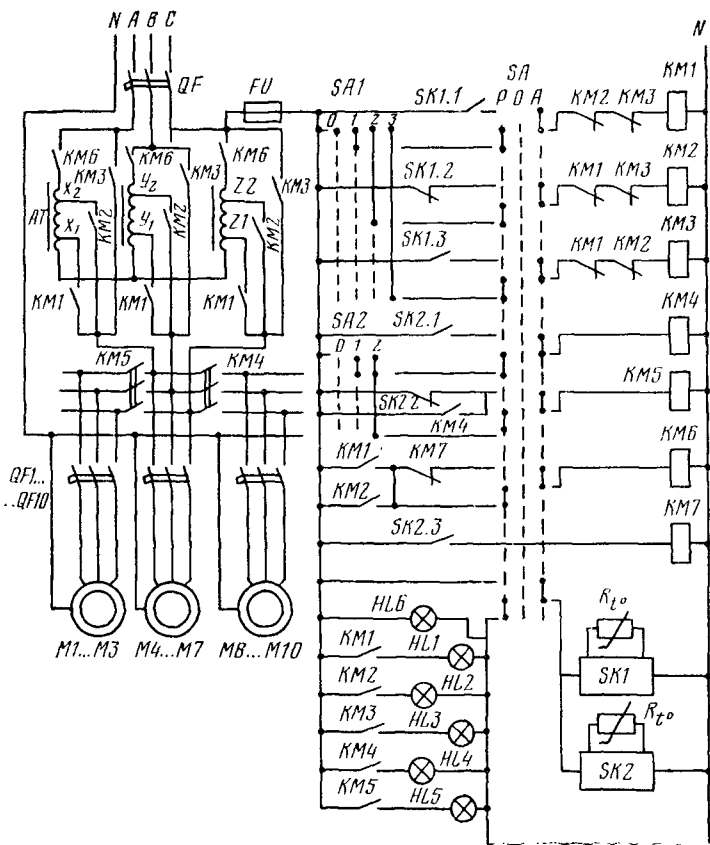 N A B C
N
QF
FU
SA1
SK1.1
SA
P O A
KM2 KM3
KM1
0 1 2 3
KM6
KM3
KM6
KM3
KM6
KM3
SK1.2
KM1 KM3
KM2
AT
X2
X1
KM2
У2
У1
KM2
Z2
Z1
KM2
SK1.3
KM1 KM2
KM3
KM1
KM1
KM1
SA2
SK2.1
KM4
0 1 2
KM5
KM4
SK2.2
KM4
KM5
KM1
KM7
KM6
QF1...
..QF10
KM2
SK2.3
KM7
M1...M3 M4...M7 M8...M10
HL6
Rt°
KM1
HL1
SK1
KM2
HL2
KM3
HL3
Rt°
KM4
HL4
SK2
KM5
HL5